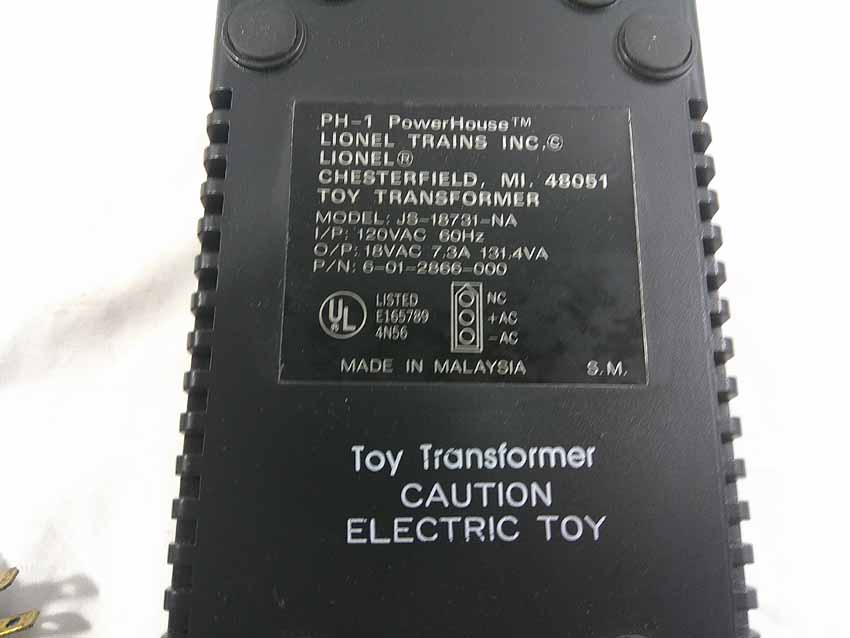 PH-1 PowerHouse™
LIONEL TRAINS INC.©
LIONEL®
CHESTERFIELD, MI. 48051
TOY TRANSFORMER
MODEL: JS-18731-NA
I/P: 120VAC 60Hz
O/P: 18VAC 7.3A 131.4VA
P/N: 6-01-2866-000
UL®
LISTED
E165789
4N56
NC
+AC
-AC
MADE IN MALAYSIA S.M.
Toy Transformer
CAUTION
ELECTRIC TOY